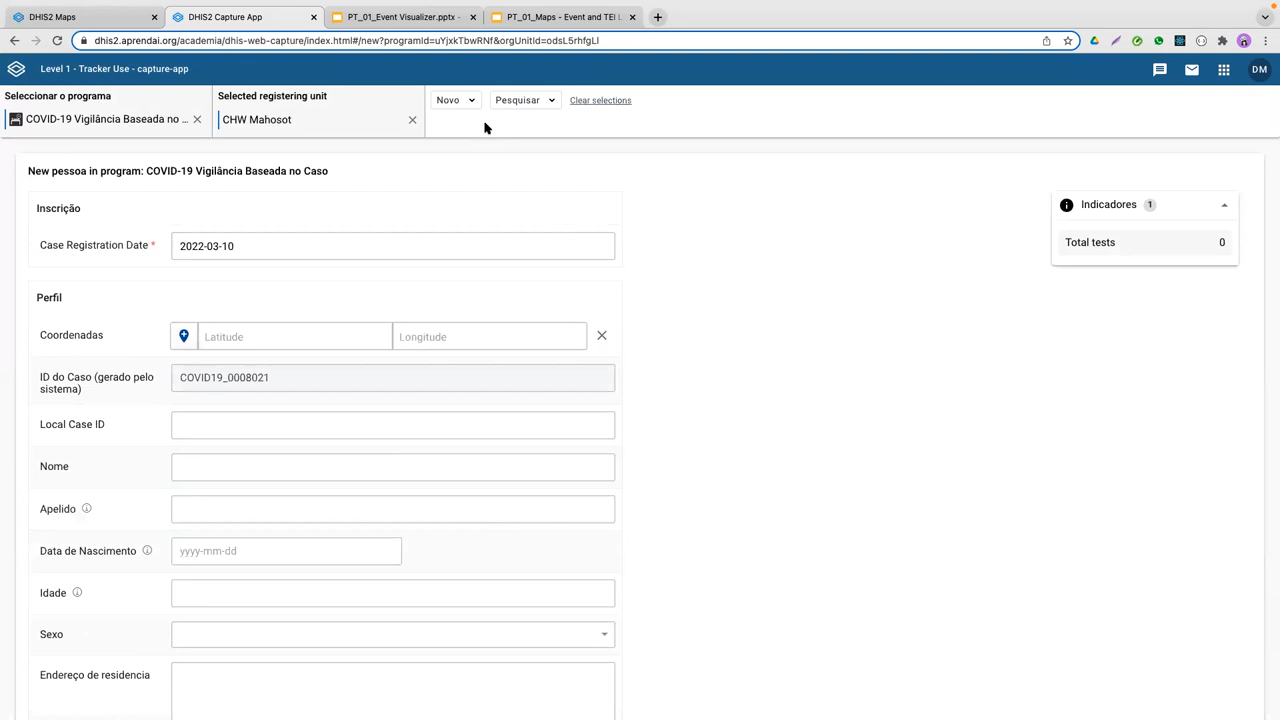 DHIS2 Maps
DHIS2 Capture App
PT_01_Event Visualizer.pptx -
PT_01_Maps - Event and TEI L
dhis2.aprendai.org/academia/dhis-web-capture/index.html#/new?programId=uYjxkTbwRNf&orgUnitId=odsL5rhfgLI
Level 1 - Tracker Use - capture-app
DM
Seleccionar o programa
COVID-19 Vigilância Baseada no ...
Selected registering unit
CHW Mahosot
Novo
Pesquisar
Clear selections
New pessoa in program: COVID-19 Vigilância Baseada no Caso
Inscrição
Case Registration Date *
2022-03-10
Indicadores 1
Total tests 0
Perfil
Coordenadas
Latitude
Longitude
ID do Caso (gerado pelo
sistema)
COVID19_0008021
Local Case ID
Nome
Apelido
Data de Nascimento
yyyy-mm-dd
Idade
Sexo
Endereço de residencia